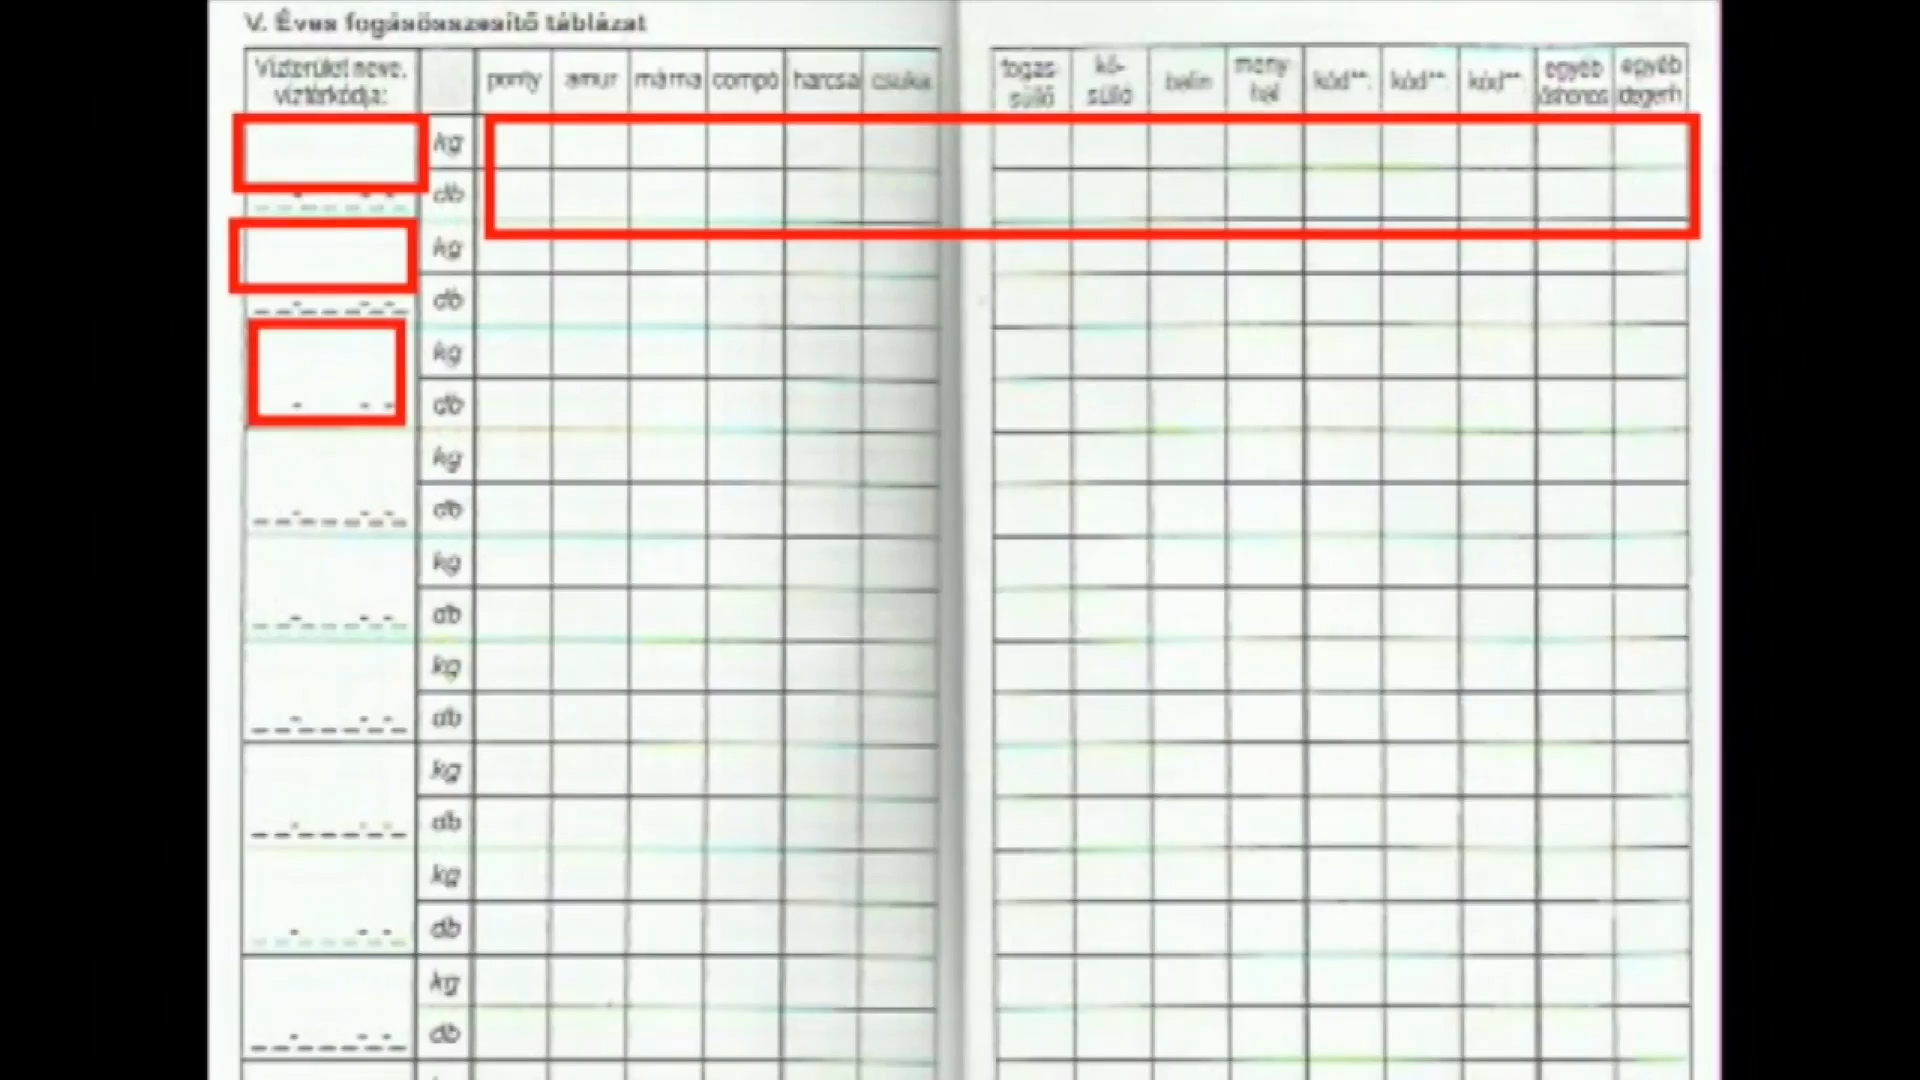 V. Éves fogásösszesítő táblázat
Vízterület neve, víztérkódja:
ponty
amur
márna
compó
harcsa
csuka
fogas-süllő
kő-süllő
balin
meny-hal
kód**:
kód**:
kód**:
egyéb őshonos
egyéb idegenh
kg
db
kg
db
kg
db
kg
db
kg
db
kg
db
kg
db
kg
db
kg
db